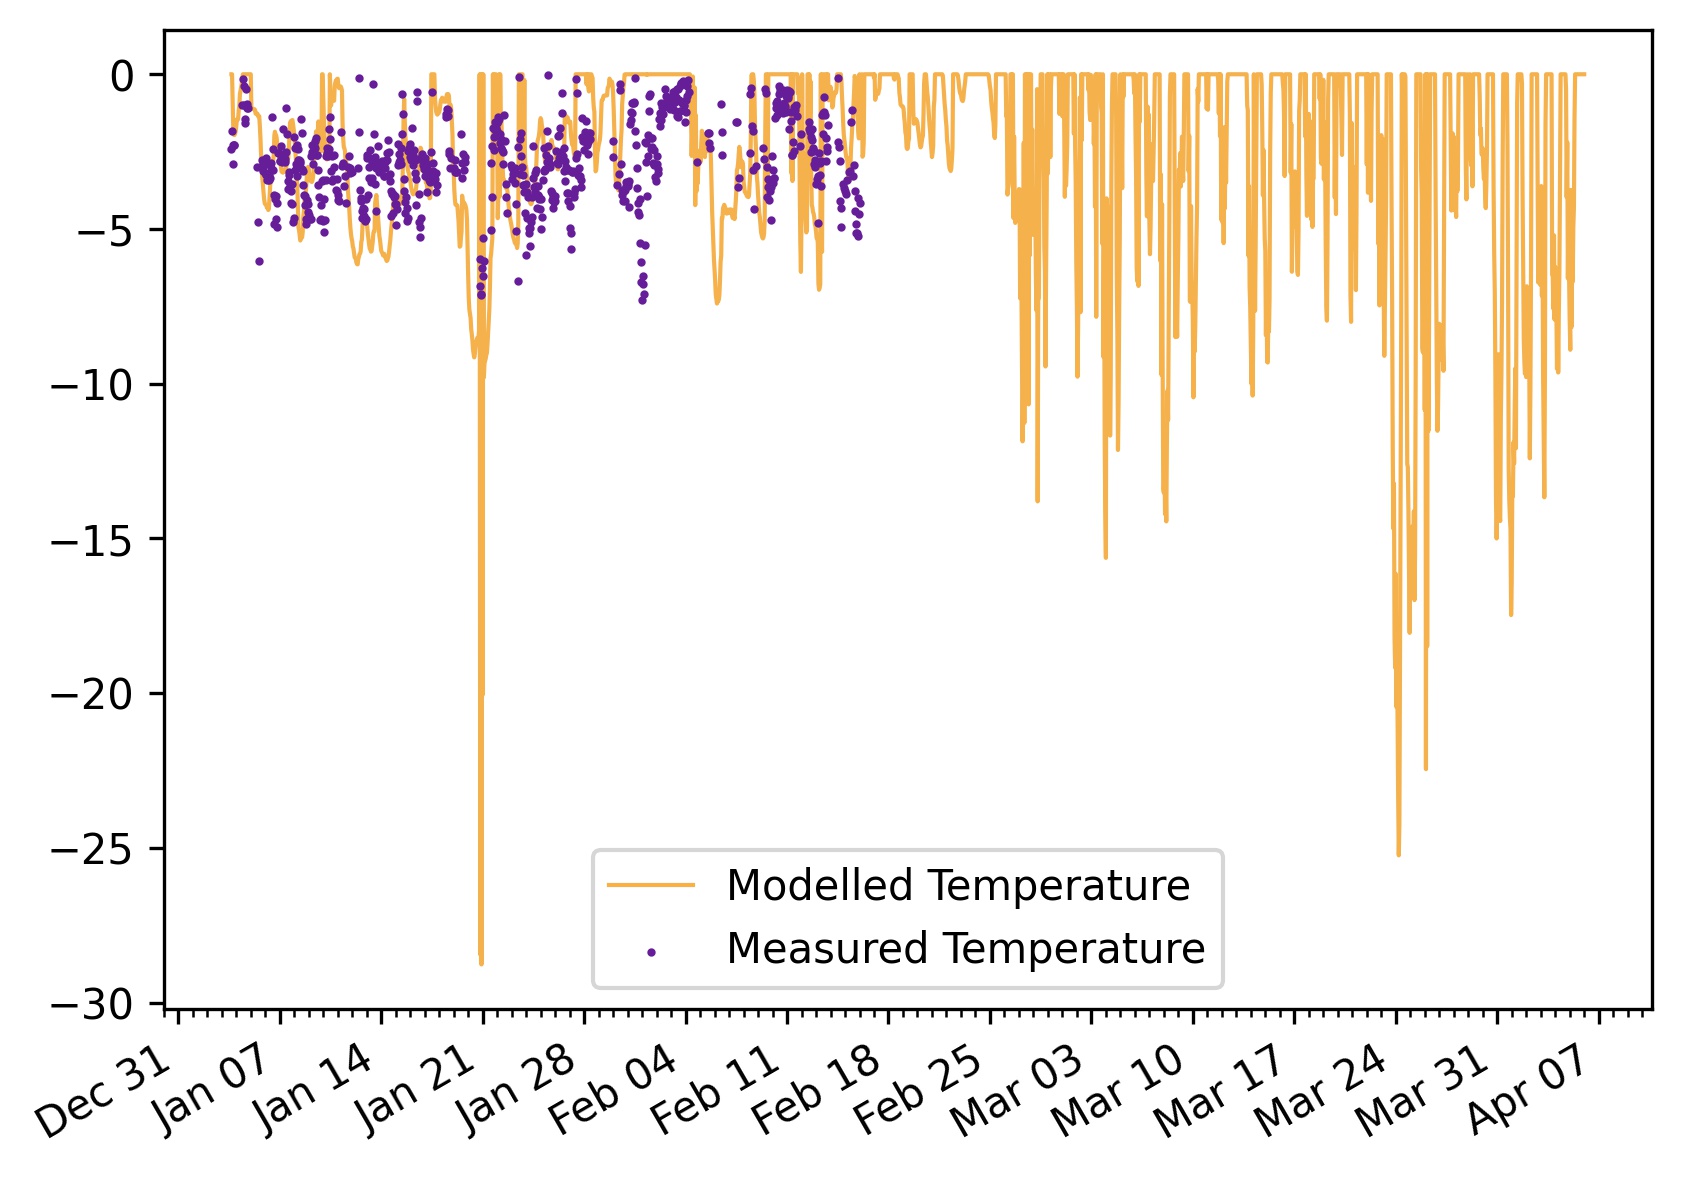 0
−5
−10
−15
−20
−25
−30
Modelled Temperature
Measured Temperature
Dec 31
Jan 07
Jan 14
Jan 21
Jan 28
Feb 04
Feb 11
Feb 18
Feb 25
Mar 03
Mar 10
Mar 17
Mar 24
Mar 31
Apr 07